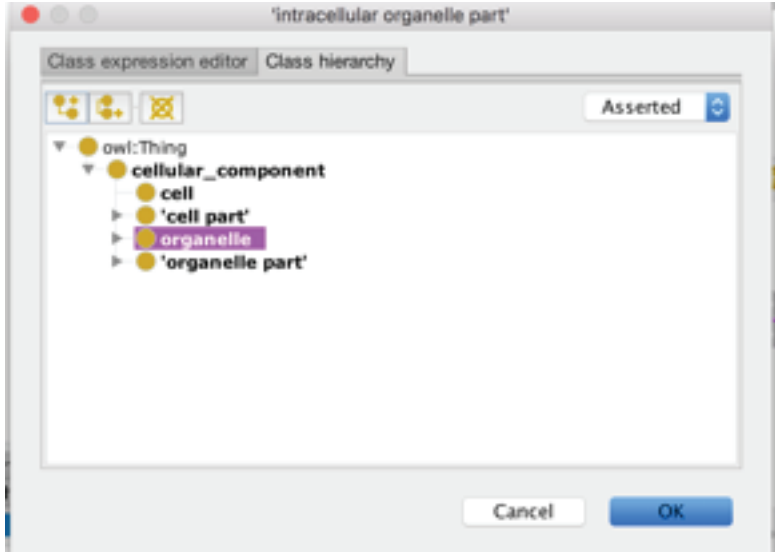 'intracellular organelle part'
Class expression editor Class hierarchy
Asserted
owl:Thing
cellular_component
cell
'cell part'
organelle
'organelle part'
Cancel OK